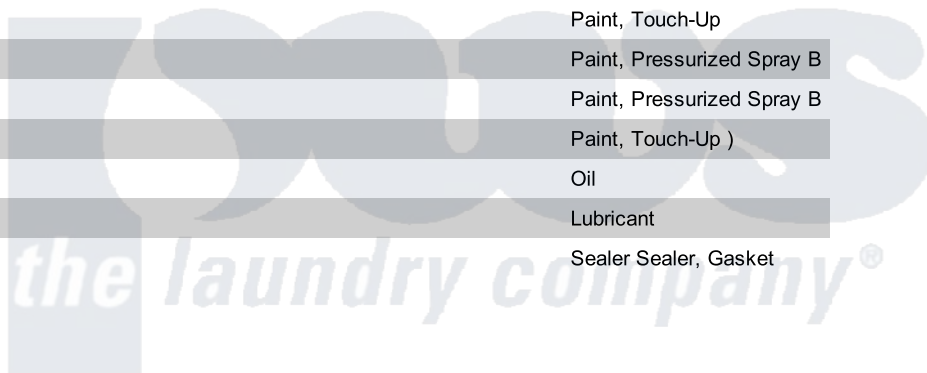 Paint, Touch-Up
Paint, Pressurized Spray B
Paint, Pressurized Spray B
Paint, Touch-Up )
Oil
Lubricant
Sealer Sealer, Gasket
pws
the laundry company®